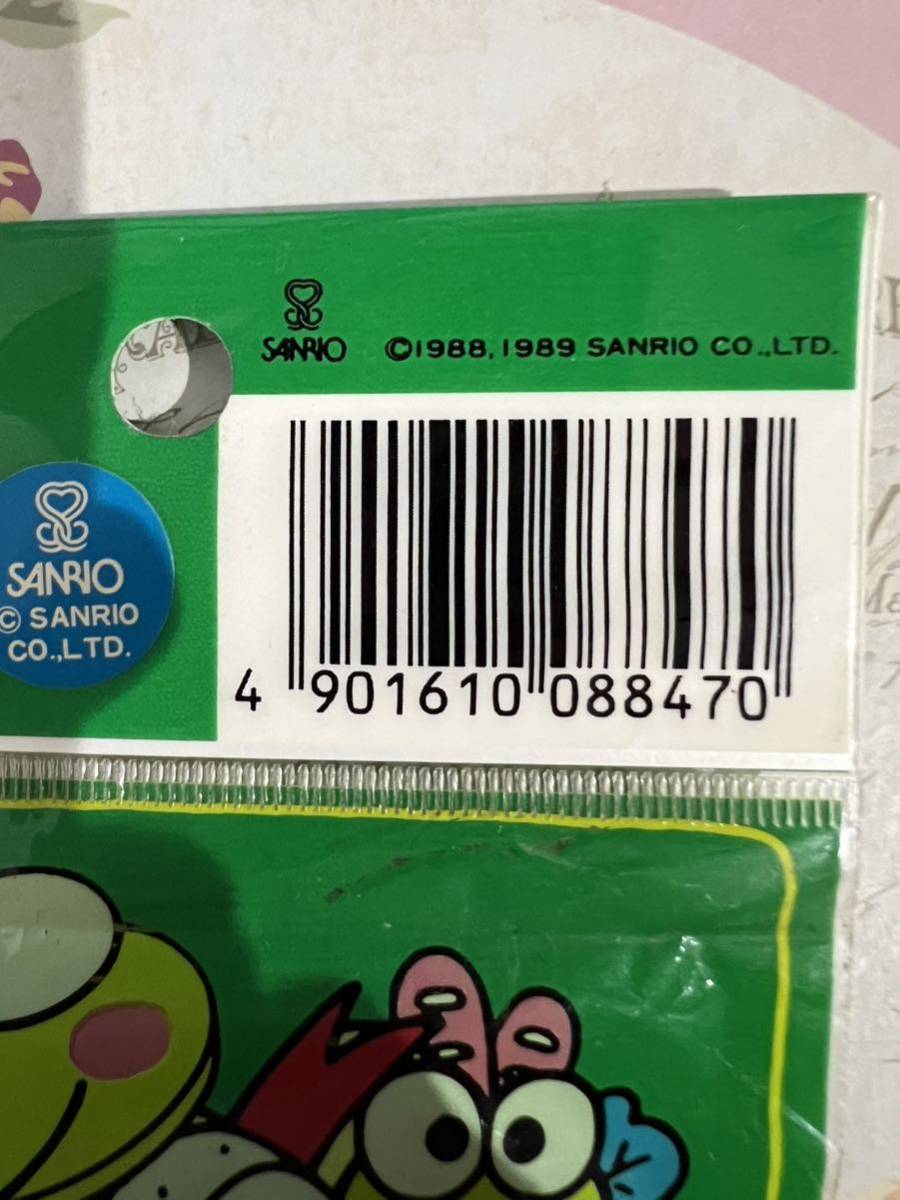 SANRIO ©1988, 1989 SANRIO CO.,LTD.
SANRIO
© SANRIO
CO.,LTD.
4 901610 088470